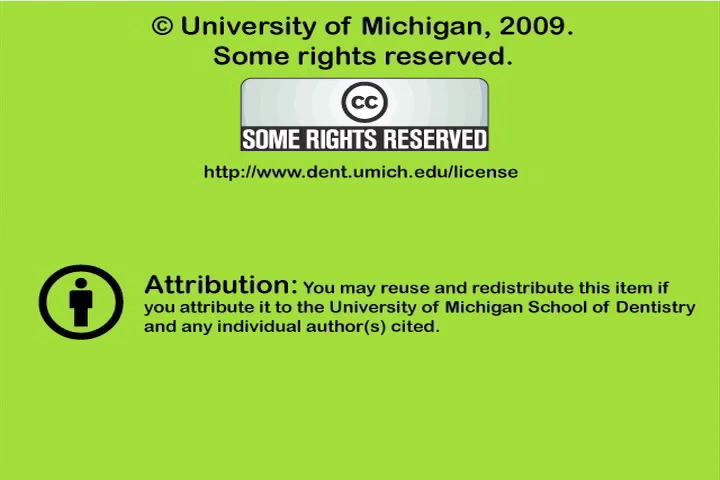 © University of Michigan, 2009.
Some rights reserved.
cc
SOME RIGHTS RESERVED
http://www.dent.umich.edu/license
Attribution: You may reuse and redistribute this item if
you attribute it to the University of Michigan School of Dentistry
and any individual author(s) cited.